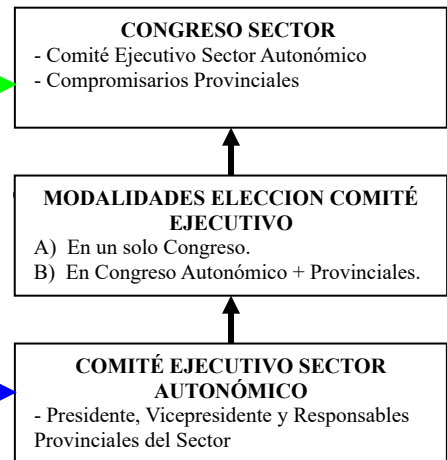 CONGRESO SECTOR
- Comité Ejecutivo Sector Autonómico
- Compromisarios Provinciales
MODALIDADES ELECCION COMITÉ
EJECUTIVO
A) En un solo Congreso.
B) En Congreso Autonómico + Provinciales.
COMITÉ EJECUTIVO SECTOR
AUTONÓMICO
- Presidente, Vicepresidente y Responsables
Provinciales del Sector